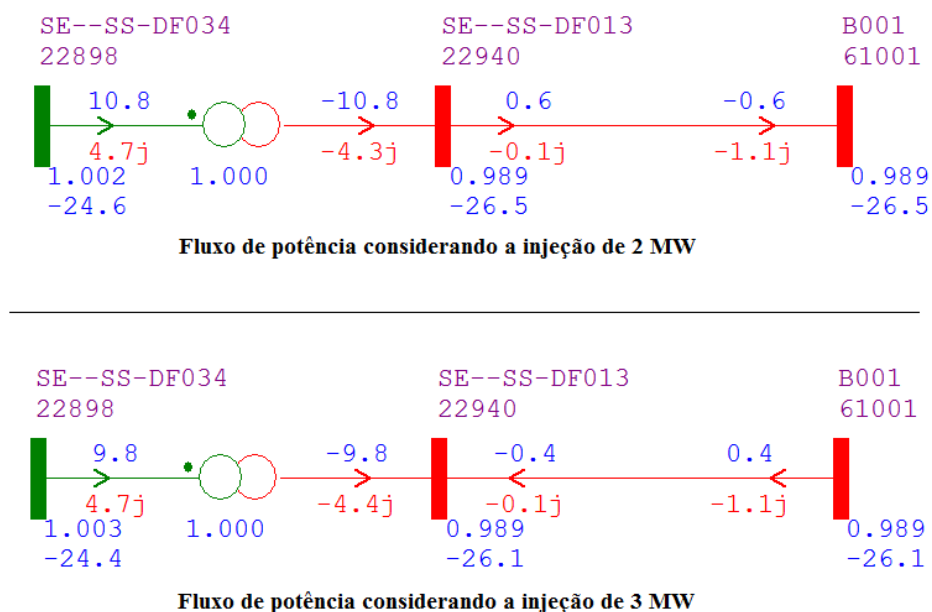 SE--SS-DF034 SE--SS-DF013 B001
22898 22940 61001
10.8 -10.8 0.6 -0.6
4.7j -4.3j -0.1j -1.1j
1.002 1.000 0.989 0.989
-24.6 -26.5 -26.5
Fluxo de potência considerando a injeção de 2 MW
SE--SS-DF034 SE--SS-DF013 B001
22898 22940 61001
9.8 -9.8 -0.4 0.4
4.7j -4.4j -0.1j -1.1j
1.003 1.000 0.989 0.989
-24.4 -26.1 -26.1
Fluxo de potência considerando a injeção de 3 MW